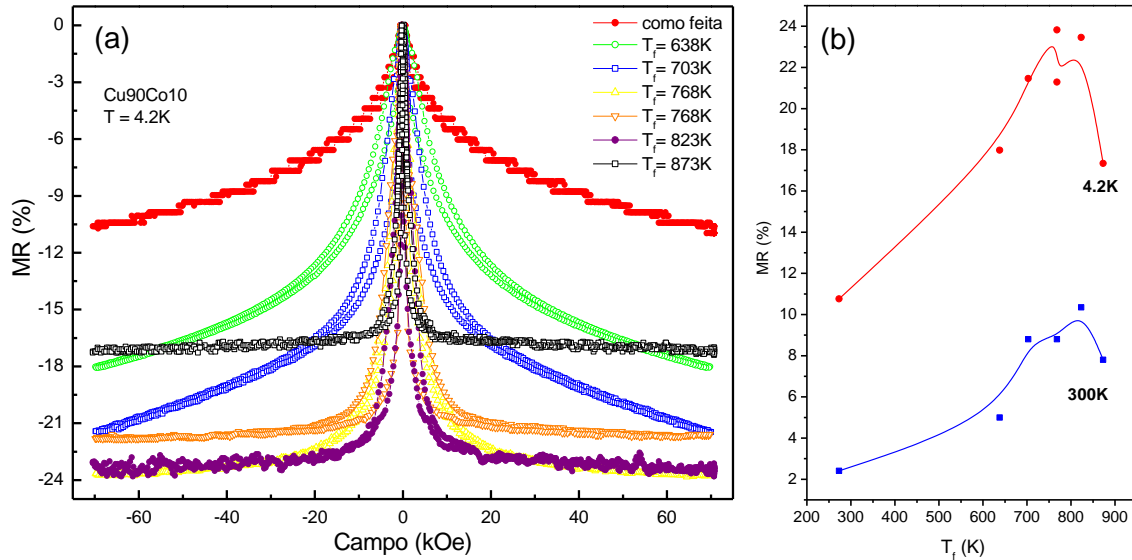 (a)
Cu90Co10
T = 4.2K
como feita
T_f= 638K
T_f= 703K
T_f= 768K
T_f= 768K
T_f= 823K
T_f= 873K
0
-3
-6
-9
-12
-15
-18
-21
-24
MR (%)
-60 -40 -20 0 20 40 60
Campo (kOe)
(b)
24
22
20
18
16
14
12
10
8
6
4
2
MR (%)
4.2K
300K
200 300 400 500 600 700 800 900
T_f (K)